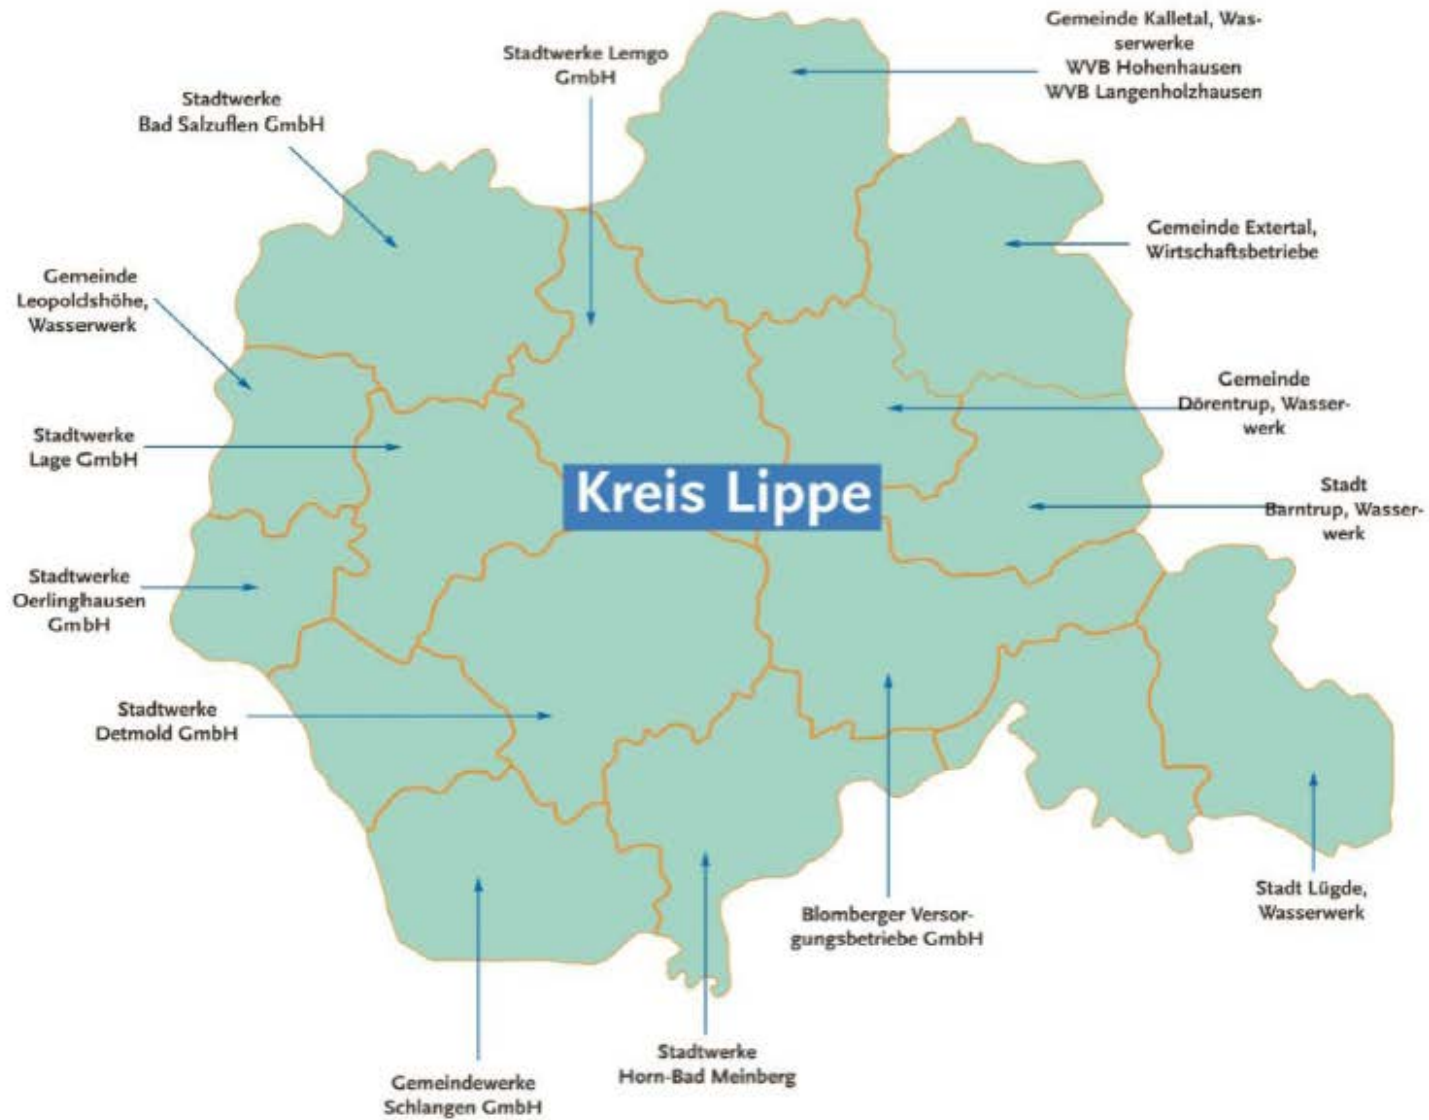 Gemeinde Kalletal, Was-
serwerke
WVB Hohenhausen
WVB Langenholzhausen
Stadtwerke Lemgo
GmbH
Stadtwerke
Bad Salzuflen GmbH
Gemeinde Extertal,
Wirtschaftsbetriebe
Gemeinde
Leopoldshöhe,
Wasserwerk
Gemeinde
Dörentrup, Wasser-
werk
Stadtwerke
Lage GmbH
Kreis Lippe
Stadt
Barntrup, Wasser-
werk
Stadtwerke
Oerlinghausen
GmbH
Stadtwerke
Detmold GmbH
Stadt Lügde,
Wasserwerk
Blomberger Versor-
gungsbetriebe GmbH
Stadtwerke
Horn-Bad Meinberg
Gemeindewerke
Schlangen GmbH